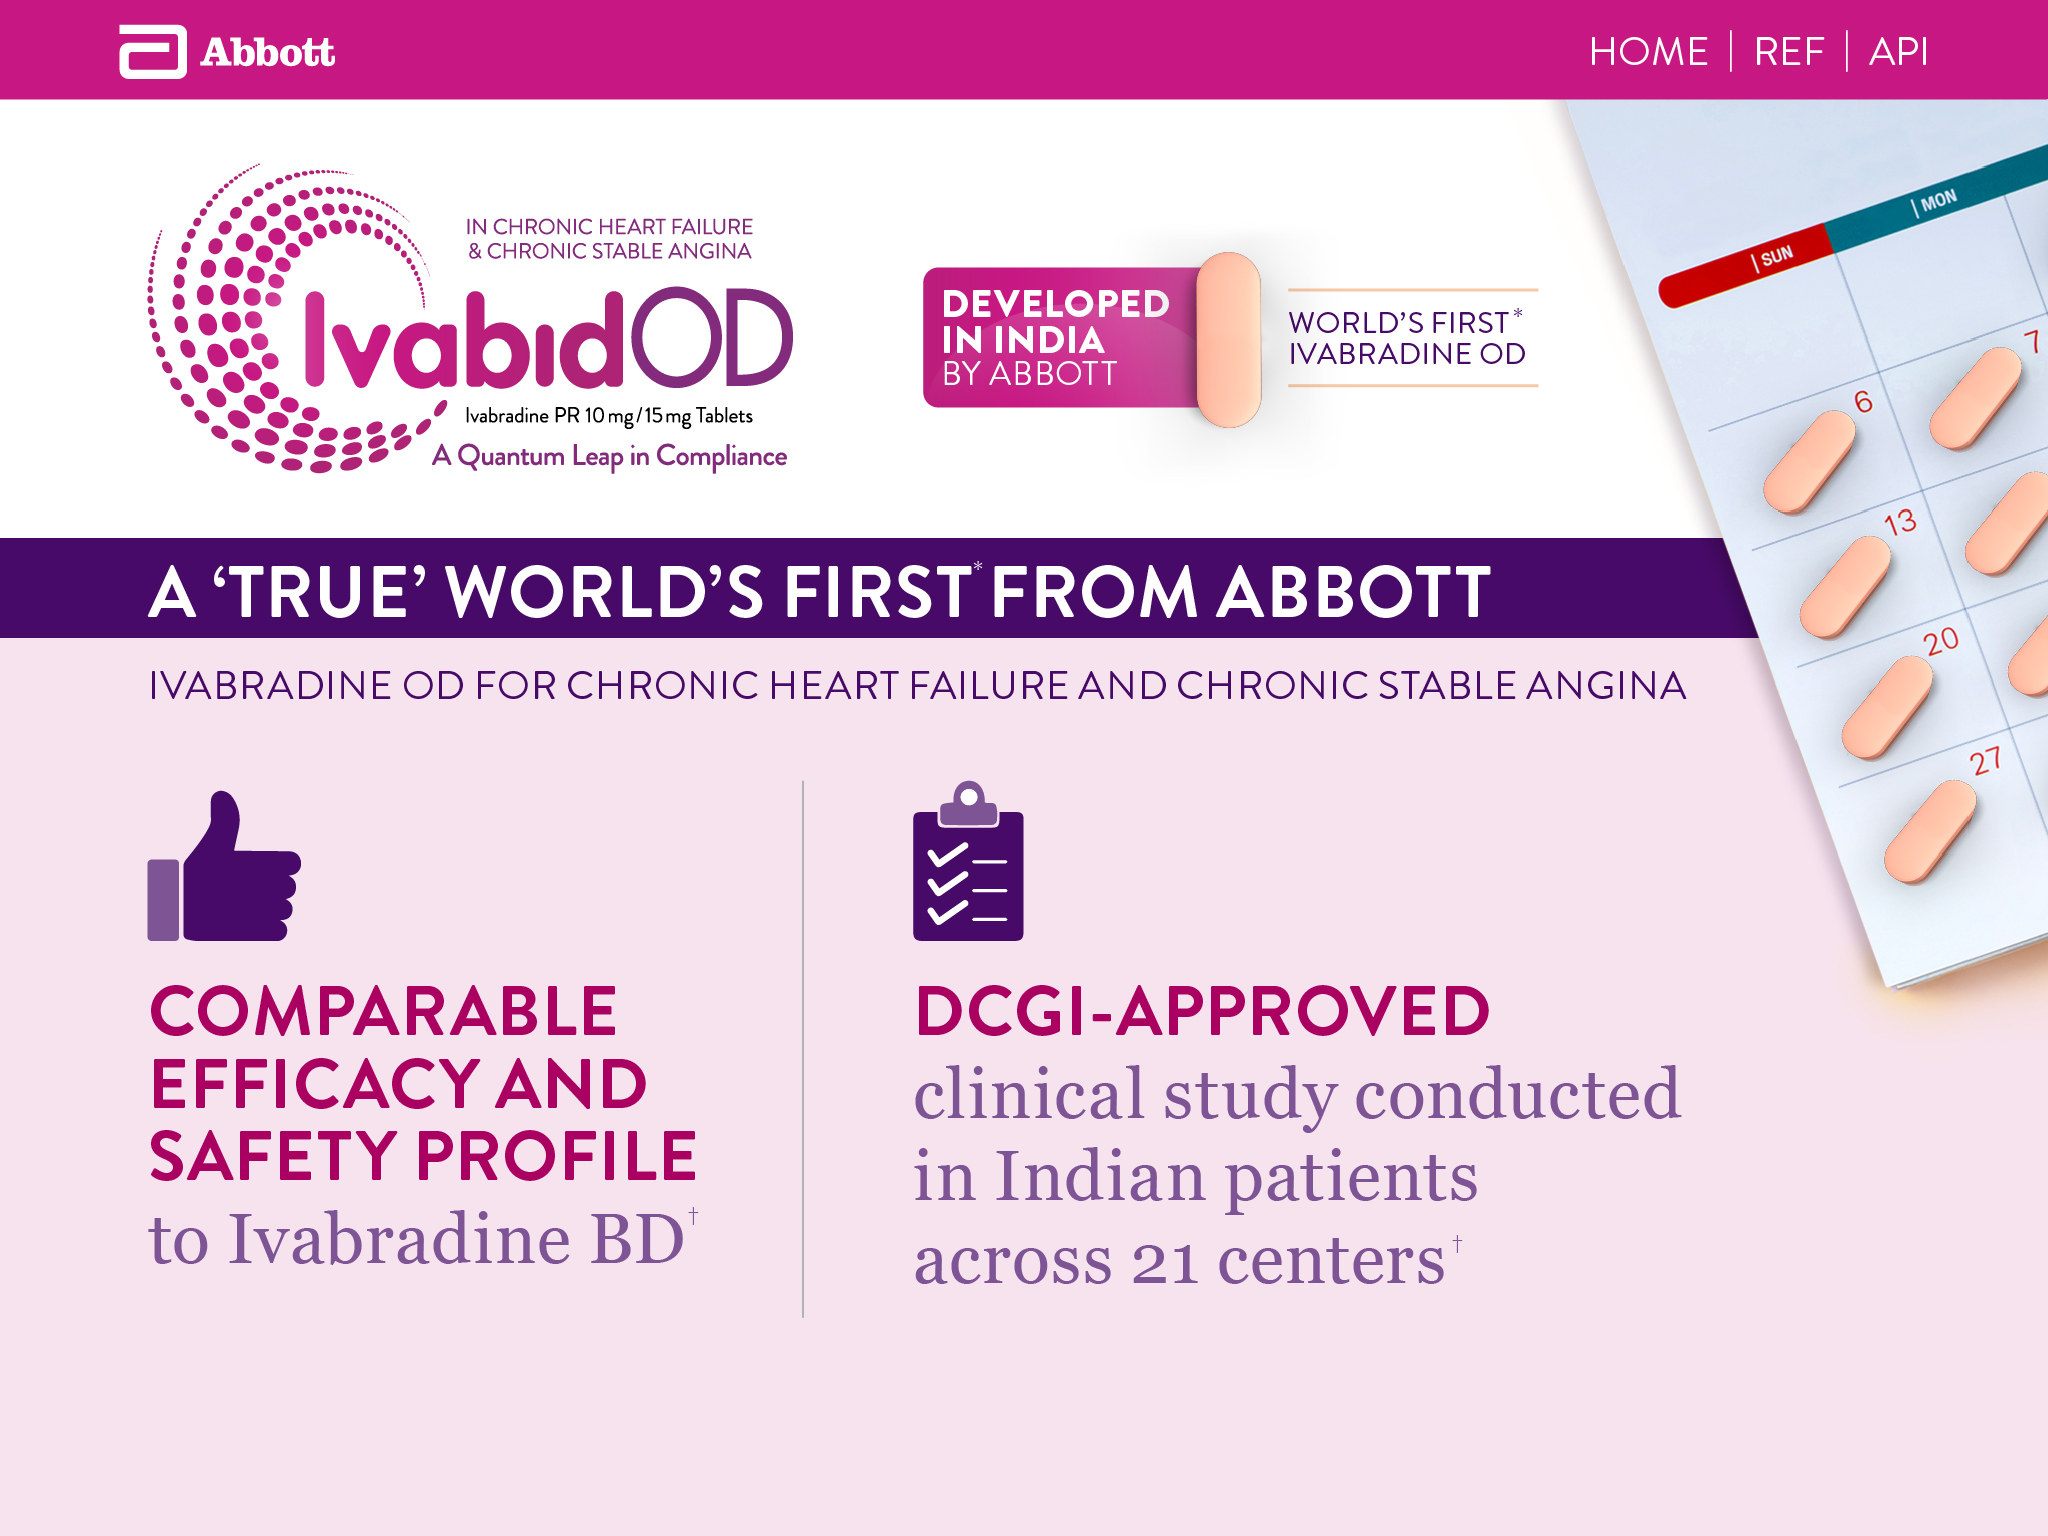 Abbott
HOME | REF | API
IN CHRONIC HEART FAILURE
& CHRONIC STABLE ANGINA
IvabidOD
Ivabradine PR 10 mg/15 mg Tablets
A Quantum Leap in Compliance
DEVELOPED
IN INDIA
BY ABBOTT
WORLD'S FIRST*
IVABRADINE OD
| SUN
| MON
6
7
13
20
27
A ‘TRUE’ WORLD’S FIRST* FROM ABBOTT
IVABRADINE OD FOR CHRONIC HEART FAILURE AND CHRONIC STABLE ANGINA
COMPARABLE
EFFICACY AND
SAFETY PROFILE
to Ivabradine BD†
DCGI-APPROVED
clinical study conducted
in Indian patients
across 21 centers†